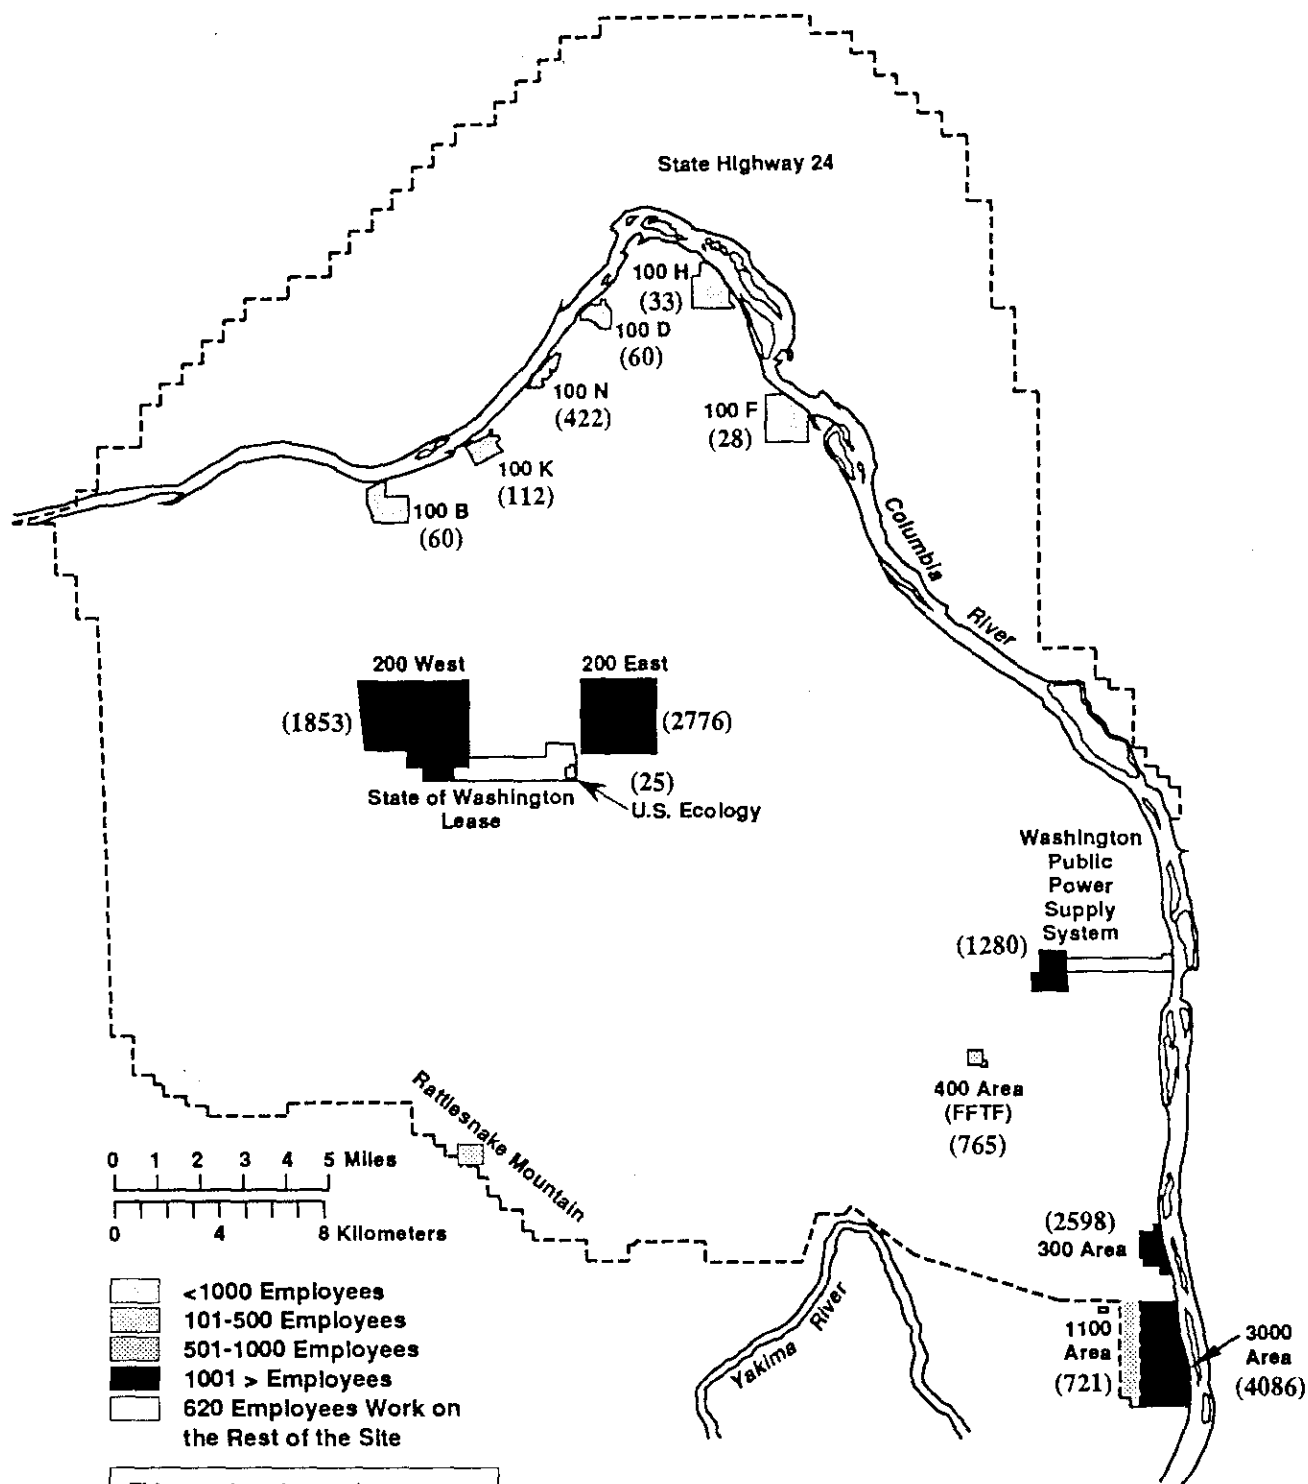 State Highway 24
100 H
(33)
100 D
(60)
100 N
(422)
100 F
(28)
100 K
(112)
100 B
(60)
Columbia
River
200 West
200 East
(1853)
(2776)
(25)
State of Washington
Lease
U.S. Ecology
Washington
Public
Power
Supply
System
(1280)
400 Area
(FFTF)
(765)
Rattlesnake Mountain
0 1 2 3 4 5 Miles
0 4 8 Kilometers
(2598)
300 Area
1100
Area
(721)
3000
Area
(4086)
Yakima River
<1000 Employees
101-500 Employees
501-1000 Employees
1001 > Employees
620 Employees Work on
the Rest of the Site